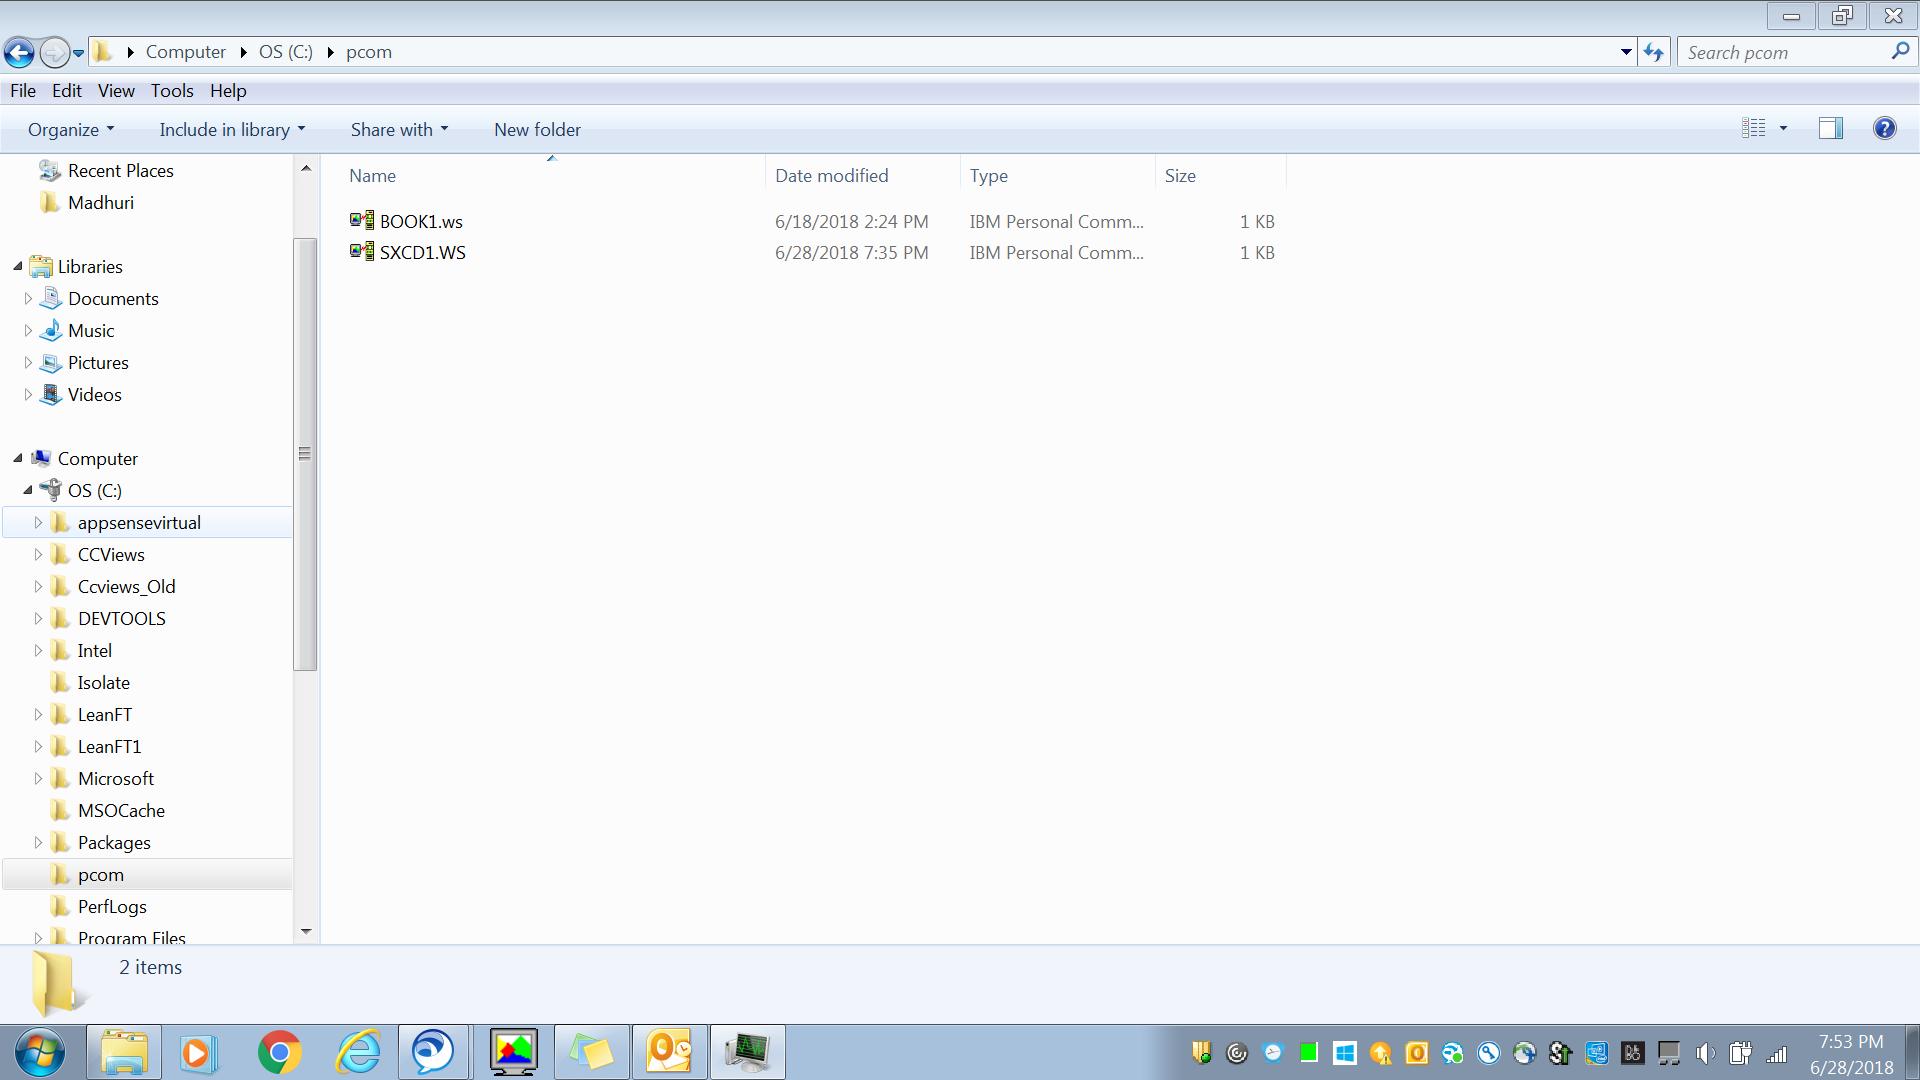 Computer OS (C:) pcom
Search pcom
File Edit View Tools Help
Organize Include in library Share with New folder
Recent Places
Madhuri
Libraries
Documents
Music
Pictures
Videos
Computer
OS (C:)
appsensevirtual
CCViews
Ccviews_Old
DEVTOOLS
Intel
Isolate
LeanFT
LeanFT1
Microsoft
MSOCache
Packages
pcom
PerfLogs
Program Files
Name Date modified Type Size
BOOK1.ws 6/18/2018 2:24 PM IBM Personal Comm... 1 KB
SXCD1.WS 6/28/2018 7:35 PM IBM Personal Comm... 1 KB
2 items
7:53 PM
6/28/2018